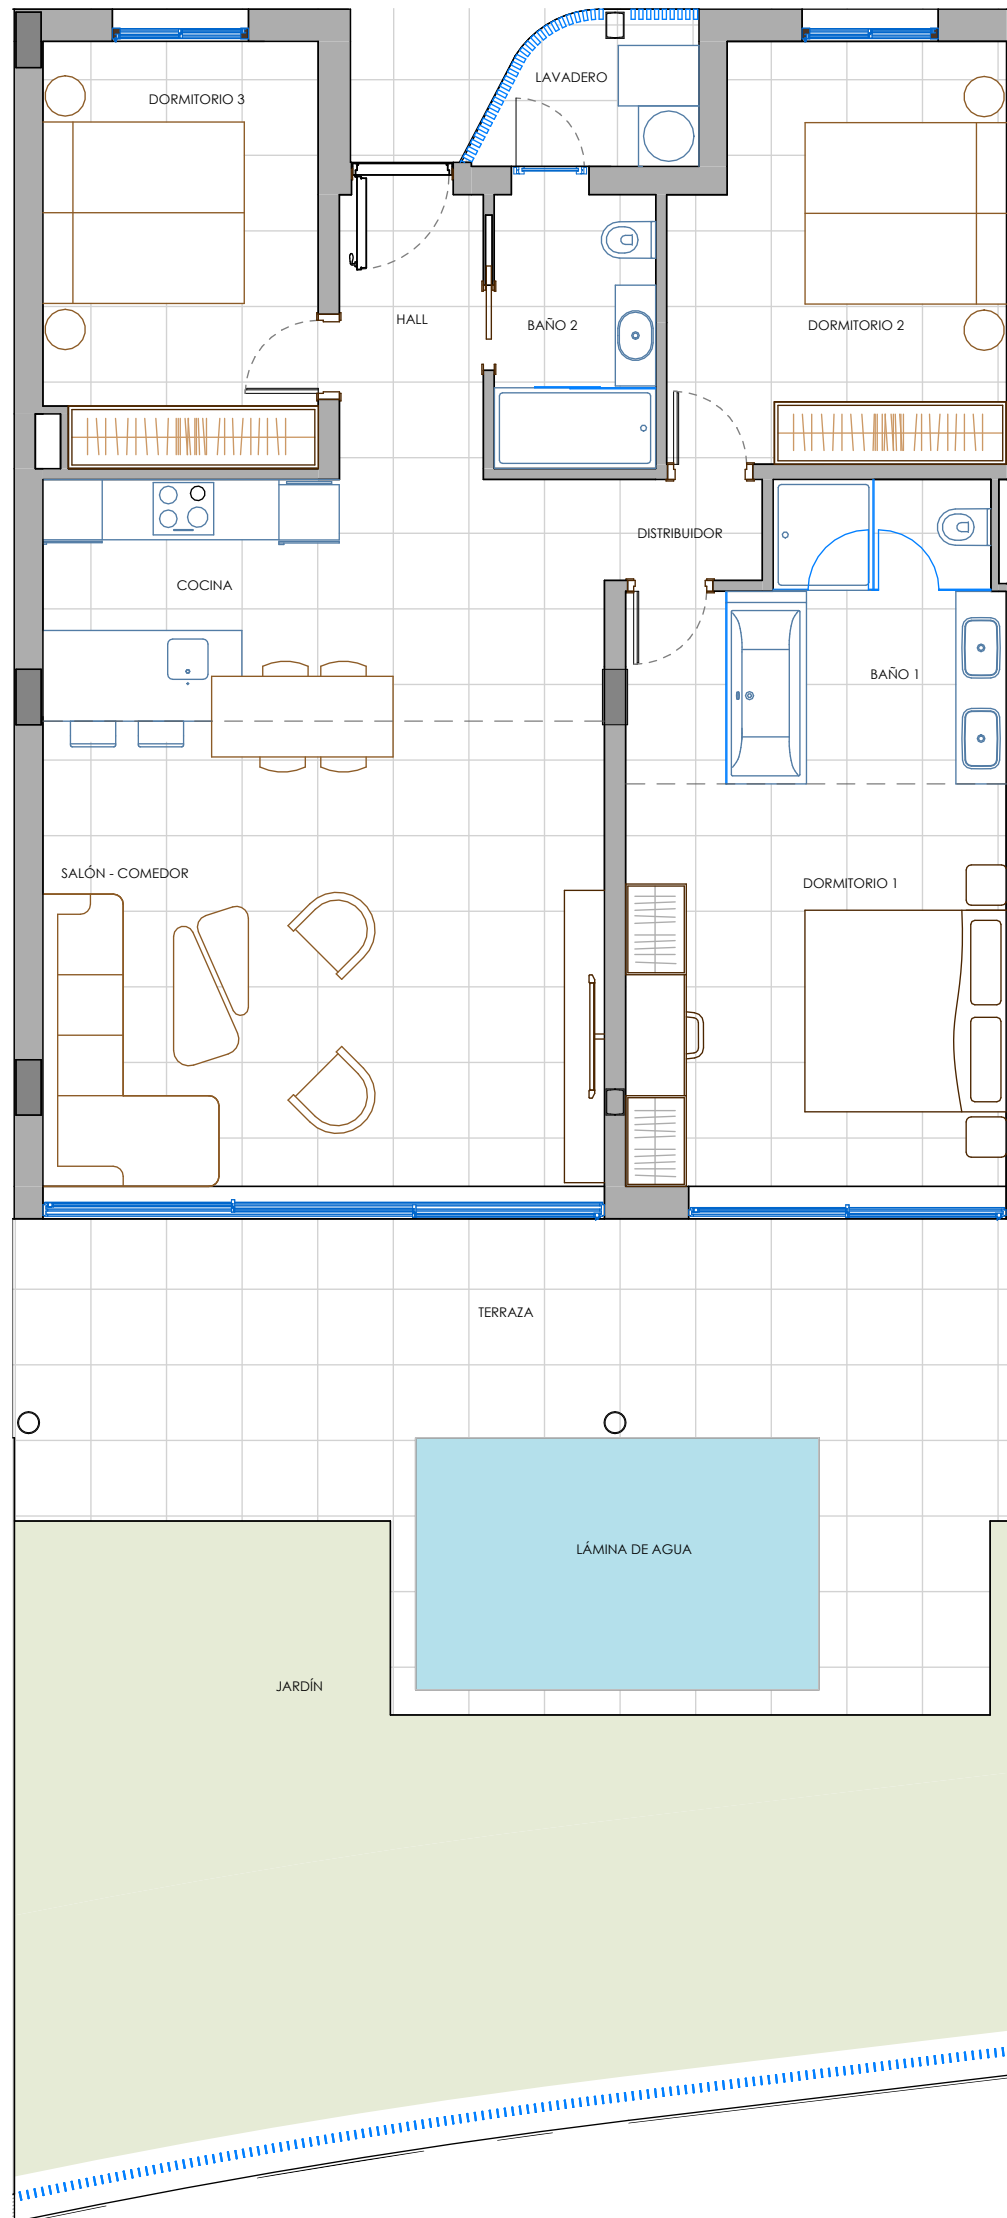 LAVADERO
DORMITORIO 3
HALL
BAÑO 2
DORMITORIO 2
DISTRIBUIDOR
COCINA
BAÑO 1
SALÓN - COMEDOR
DORMITORIO 1
TERRAZA
LÁMINA DE AGUA
JARDÍN